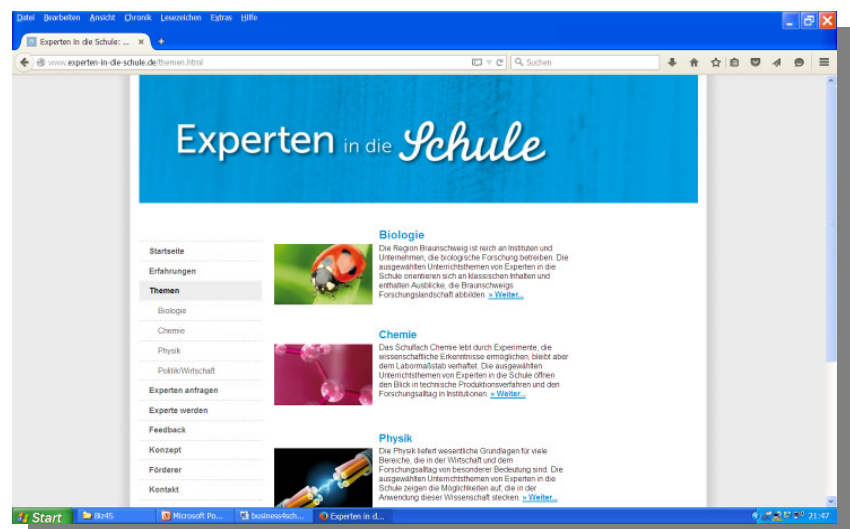 Datei Bearbeiten Ansicht Chronik Lesezeichen Extras Hilfe
Experten in die Schule: ...
www.experten-in-die-schule.de/themen.html
Suchen
Experten in die Schule
Startseite
Erfahrungen
Themen
Biologie
Chemie
Physik
Politik/Wirtschaft
Experten anfragen
Experte werden
Feedback
Konzept
Förderer
Kontakt
Biologie
Die Region Braunschweig ist reich an Instituten und
Unternehmen, die biologische Forschung betreiben. Die
ausgewählten Unterrichtsthemen von Experten in die
Schule orientieren sich an klassischen Inhalten und
enthalten Ausblicke, die Braunschweigs
Forschungslandschaft abbilden. » Weiter...
Chemie
Das Schulfach Chemie lebt durch Experimente, die
wissenschaftliche Erkenntnisse ermöglichen, bleibt aber
dem Labormaßstab verhaftet. Die ausgewählten
Unterrichtsthemen von Experten in die Schule öffnen
den Blick in technische Produktionsverfahren und den
Forschungsalltag in Institutionen. » Weiter...
Physik
Die Physik liefert wesentliche Grundlagen für viele
Bereiche, die in der Wirtschaft und dem
Forschungsalltag von besonderer Bedeutung sind. Die
ausgewählten Unterrichtsthemen von Experten in die
Schule zeigen die Möglichkeiten auf, die in der
Anwendung dieser Wissenschaft stecken. » Weiter...
Start
Biz4S
Microsoft Po...
business4sch...
Experten in d...
21:47